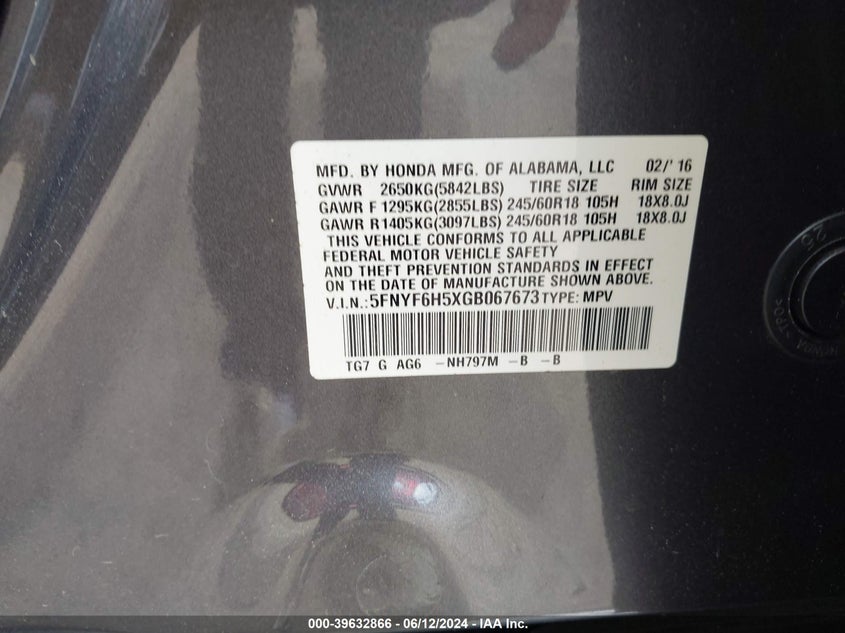 MFD. BY HONDA MFG. OF ALABAMA, LLC 02/' 16
GVWR 2650KG(5842LBS) TIRE SIZE RIM SIZE
GAWR F 1295KG(2855LBS) 245/60R18 105H 18X8.0J
GAWR R1405KG(3097LBS) 245/60R18 105H 18X8.0J
THIS VEHICLE CONFORMS TO ALL APPLICABLE
FEDERAL MOTOR VEHICLE SAFETY
AND THEFT PREVENTION STANDARDS IN EFFECT
ON THE DATE OF MANUFACTURE SHOWN ABOVE.
V.I.N.:5FNYF6H5XGB067673 TYPE: MPV
TG7 G AG6 -NH797M -B -B
000-39632866 - 06/12/2024 - IAA Inc.